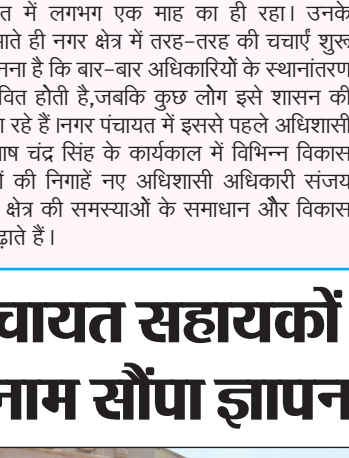 त में लगभग एक माह का ही रहा। उनके
आते ही नगर क्षेत्र में तरह-तरह की चर्चाएँ शुरू
नना है कि बार-बार अधिकारियों के स्थानांतरण
वित होती है,जबकि कुछ लोग इसे शासन की
ा रहे हैं।नगर पंचायत में इससे पहले अधिशासी
ाष चंद्र सिंह के कार्यकाल में विभिन्न विकास
ं की निगाहें नए अधिशासी अधिकारी संजय
क्षेत्र की समस्याओं के समाधान और विकास
ढ़ाते हैं।
चायत सहायकों
नाम सौंपा ज्ञापन